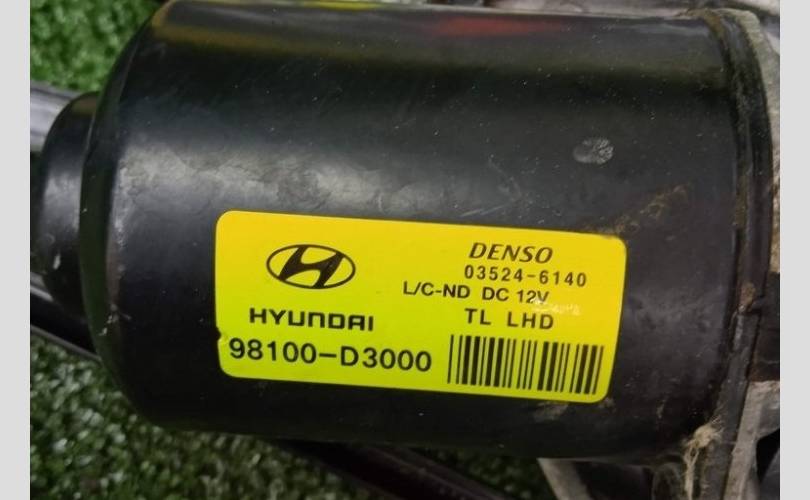 DENSO
03524-6140
L/C-ND DC 12V
HYUNDAI
TL LHD
98100-D3000